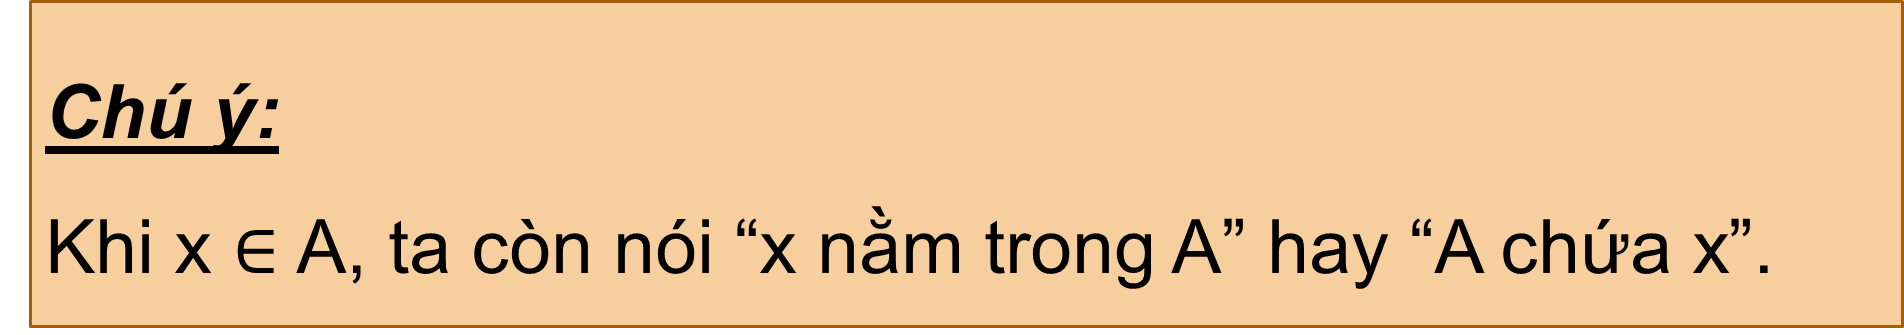 Chú ý:
Khi x ∈ A, ta còn nói “x nằm trong A” hay “A chứa x”.